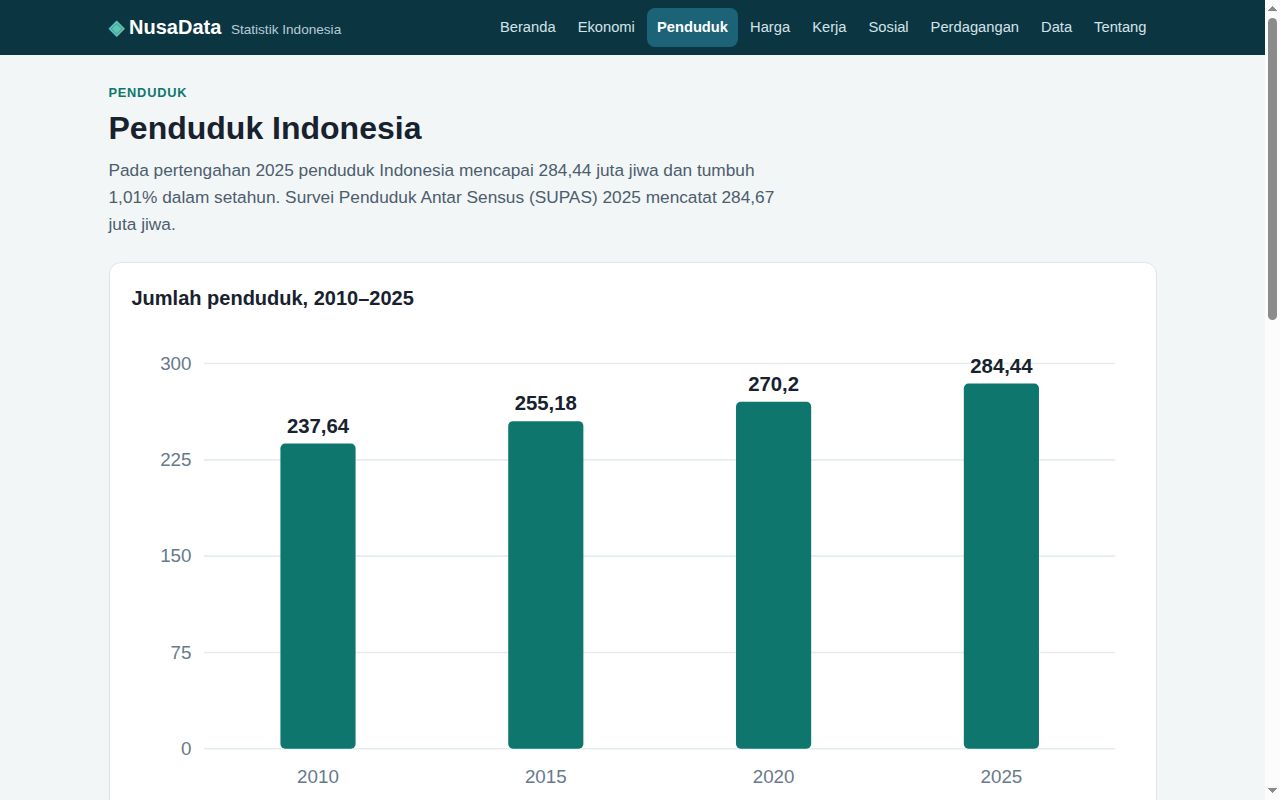 ◈ NusaData Statistik Indonesia
Beranda Ekonomi Penduduk Harga Kerja Sosial Perdagangan Data Tentang
PENDUDUK
Penduduk Indonesia
Pada pertengahan 2025 penduduk Indonesia mencapai 284,44 juta jiwa dan tumbuh
1,01% dalam setahun. Survei Penduduk Antar Sensus (SUPAS) 2025 mencatat 284,67
juta jiwa.
Jumlah penduduk, 2010–2025
300
225
150
75
0
237,64
255,18
270,2
284,44
2010 2015 2020 2025